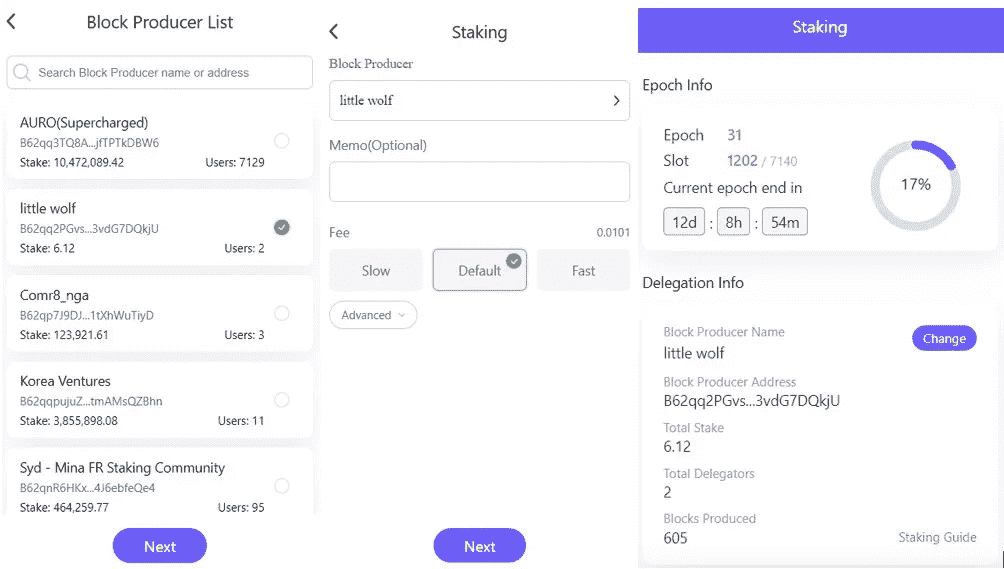 Block Producer List
Search Block Producer name or address
AURO(Supercharged)
B62qq3TQ8A...jfTPTkDBW6
Stake: 10,472,089.42 Users: 7129
little wolf
B62qq2PGvs...3vdG7DQkjU
Stake: 6.12 Users: 2
Comr8_nga
B62qp7J9DJ...1tXhWuTiyD
Stake: 123,921.61 Users: 3
Korea Ventures
B62qqpujuZ...tmAMsQZBhn
Stake: 3,855,898.08 Users: 11
Syd - Mina FR Staking Community
B62qnR6HKx...4J6ebfeQe4
Stake: 464,259.77 Users: 95
Next
Staking
Block Producer
little wolf
Memo(Optional)
Fee 0.0101
Slow Default Fast
Advanced
Next
Staking
Epoch Info
Epoch 31
Slot 1202 / 7140
Current epoch end in
12d : 8h : 54m
17%
Delegation Info
Block Producer Name
little wolf
Change
Block Producer Address
B62qq2PGvs...3vdG7DQkjU
Total Stake
6.12
Total Delegators
2
Blocks Produced
605
Staking Guide